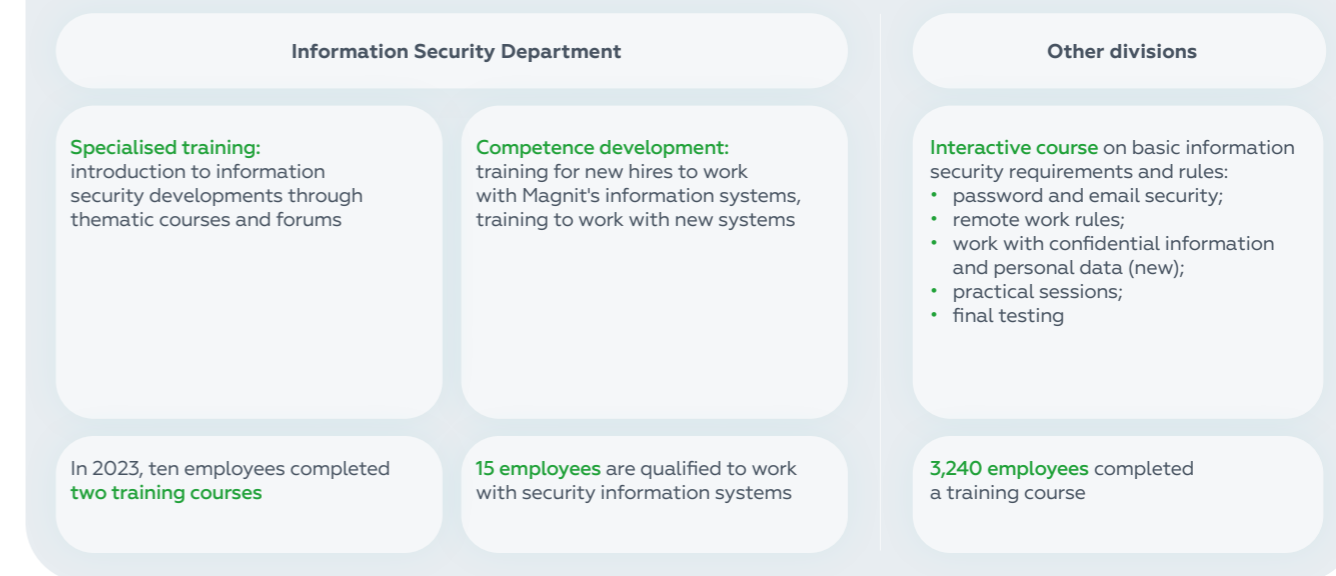 Information Security Department
Specialised training:
introduction to information
security developments through
thematic courses and forums
Competence development:
training for new hires to work
with Magnit's information systems,
training to work with new systems
In 2023, ten employees completed
two training courses
15 employees are qualified to work
with security information systems
Other divisions
Interactive course on basic information
security requirements and rules:
• password and email security;
• remote work rules;
• work with confidential information
and personal data (new);
• practical sessions;
• final testing
3,240 employees completed
a training course